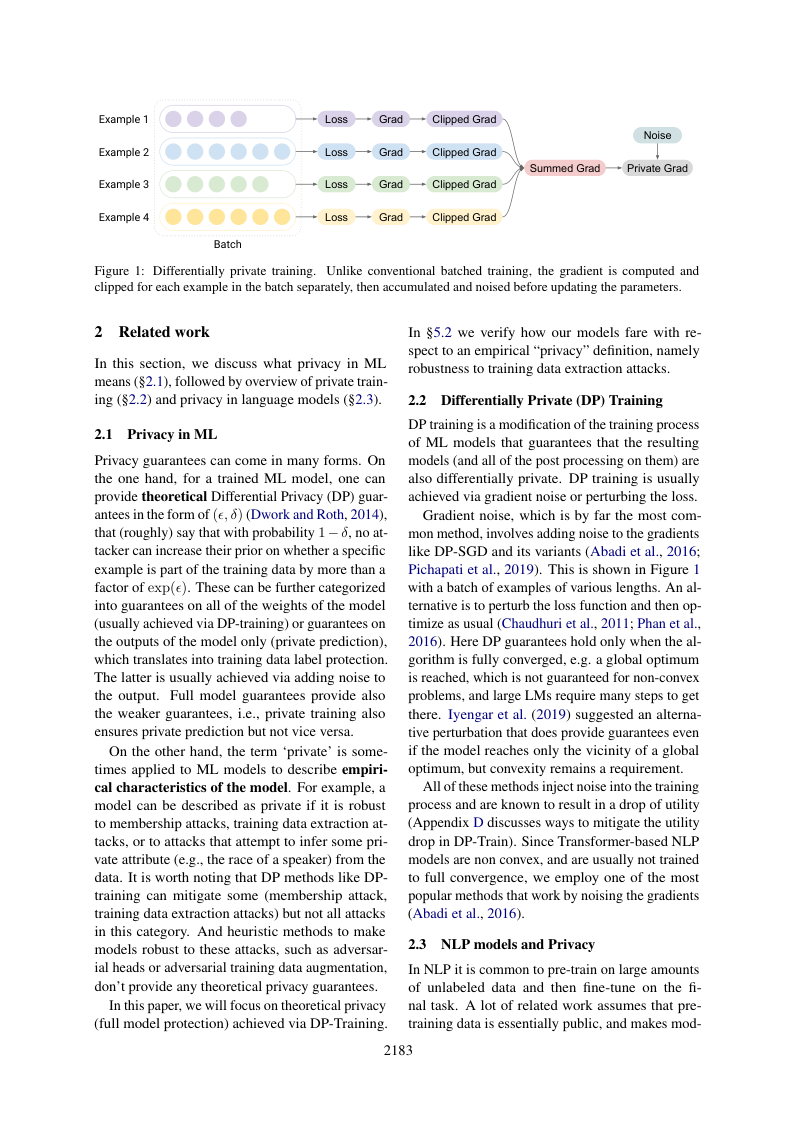 Example 1
Loss
Grad
Clipped Grad
Example 2
Loss
Grad
Clipped Grad
Example 3
Loss
Grad
Clipped Grad
Example 4
Loss
Grad
Clipped Grad
Summed Grad
Noise
Private Grad
Batch
Figure 1: Differentially private training. Unlike conventional batched training, the gradient is computed and
clipped for each example in the batch separately, then accumulated and noised before updating the parameters.
2 Related work
In this section, we discuss what privacy in ML
means (§2.1), followed by overview of private train-
ing (§2.2) and privacy in language models (§2.3).
2.1 Privacy in ML
Privacy guarantees can come in many forms. On
the one hand, for a trained ML model, one can
provide theoretical Differential Privacy (DP) guar-
antees in the form of (ϵ, δ) (Dwork and Roth, 2014),
that (roughly) say that with probability 1 − δ, no at-
tacker can increase their prior on whether a specific
example is part of the training data by more than a
factor of exp(ϵ). These can be further categorized
into guarantees on all of the weights of the model
(usually achieved via DP-training) or guarantees on
the outputs of the model only (private prediction),
which translates into training data label protection.
The latter is usually achieved via adding noise to
the output. Full model guarantees provide also
the weaker guarantees, i.e., private training also
ensures private prediction but not vice versa.
On the other hand, the term ‘private’ is some-
times applied to ML models to describe empiri-
cal characteristics of the model. For example, a
model can be described as private if it is robust
to membership attacks, training data extraction at-
tacks, or to attacks that attempt to infer some pri-
vate attribute (e.g., the race of a speaker) from the
data. It is worth noting that DP methods like DP-
training can mitigate some (membership attack,
training data extraction attacks) but not all attacks
in this category. And heuristic methods to make
models robust to these attacks, such as adversar-
ial heads or adversarial training data augmentation,
don’t provide any theoretical privacy guarantees.
In this paper, we will focus on theoretical privacy
(full model protection) achieved via DP-Training.
In §5.2 we verify how our models fare with re-
spect to an empirical “privacy” definition, namely
robustness to training data extraction attacks.
2.2 Differentially Private (DP) Training
DP training is a modification of the training process
of ML models that guarantees that the resulting
models (and all of the post processing on them) are
also differentially private. DP training is usually
achieved via gradient noise or perturbing the loss.
Gradient noise, which is by far the most com-
mon method, involves adding noise to the gradients
like DP-SGD and its variants (Abadi et al., 2016;
Pichapati et al., 2019). This is shown in Figure 1
with a batch of examples of various lengths. An al-
ternative is to perturb the loss function and then op-
timize as usual (Chaudhuri et al., 2011; Phan et al.,
2016). Here DP guarantees hold only when the al-
gorithm is fully converged, e.g. a global optimum
is reached, which is not guaranteed for non-convex
problems, and large LMs require many steps to get
there. Iyengar et al. (2019) suggested an alterna-
tive perturbation that does provide guarantees even
if the model reaches only the vicinity of a global
optimum, but convexity remains a requirement.
All of these methods inject noise into the training
process and are known to result in a drop of utility
(Appendix D discusses ways to mitigate the utility
drop in DP-Train). Since Transformer-based NLP
models are non convex, and are usually not trained
to full convergence, we employ one of the most
popular methods that work by noising the gradients
(Abadi et al., 2016).
2.3 NLP models and Privacy
In NLP it is common to pre-train on large amounts
of unlabeled data and then fine-tune on the fi-
nal task. A lot of related work assumes that pre-
training data is essentially public, and makes mod-
2183